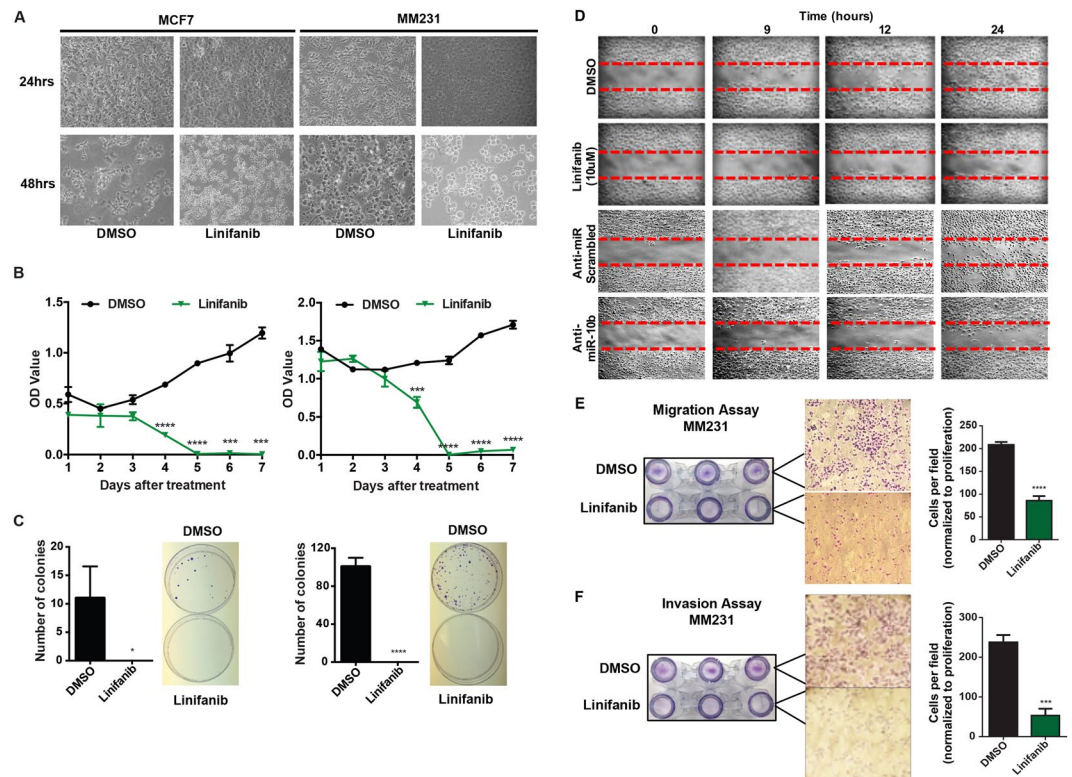 A
MCF7
MM231
24hrs
48hrs
DMSO
Linifanib
DMSO
Linifanib
B
DMSO
Linifanib
OD Value
1.5
1.0
0.5
0.0
****
****
***
***
1 2 3 4 5 6 7
Days after treatment
DMSO
Linifanib
OD Value
2.0
1.5
1.0
0.5
0.0
***
****
****
****
1 2 3 4 5 6 7
Days after treatment
C
Number of colonies
20
15
10
5
0
*
DMSO
Linifanib
DMSO
Linifanib
Number of colonies
120
80
40
0
****
DMSO
Linifanib
DMSO
Linifanib
D
Time (hours)
0 9 12 24
DMSO
Linifanib
(10uM)
Anti-miR
Scrambled
Anti-
miR-10b
E
Migration Assay
MM231
DMSO
Linifanib
Cells per field
(normalized to proliferation)
250
200
150
100
50
0
****
DMSO
Linifanib
F
Invasion Assay
MM231
DMSO
Linifanib
Cells per field
(normalized to proliferation)
300
200
100
0
***
DMSO
Linifanib